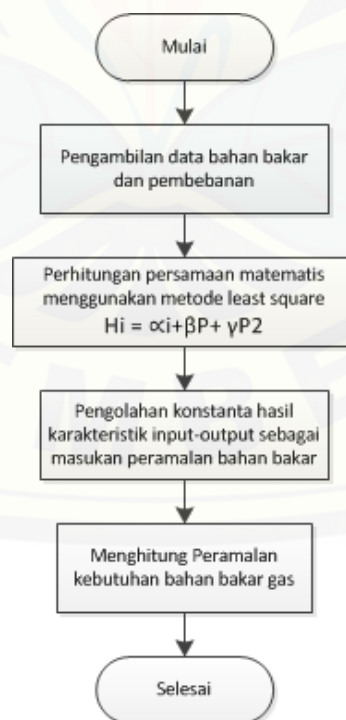 Mulai
Pengambilan data bahan bakar
dan pembebanan
Perhitungan persamaan matematis
menggunakan metode least square
Hi = ∝i+βP+ γP2
Pengolahan konstanta hasil
karakteristik input-output sebagai
masukan peramalan bahan bakar
Menghitung Peramalan
kebutuhan bahan bakar gas
Selesai